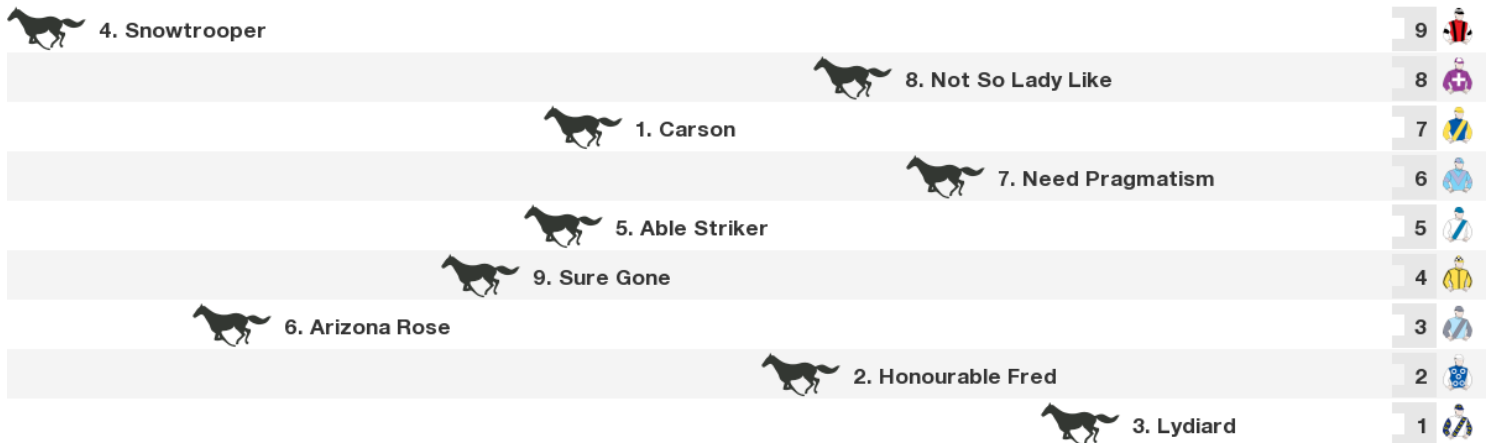 4. Snowtrooper 9
8. Not So Lady Like 8
1. Carson 7
7. Need Pragmatism 6
5. Able Striker 5
9. Sure Gone 4
6. Arizona Rose 3
2. Honourable Fred 2
3. Lydiard 1